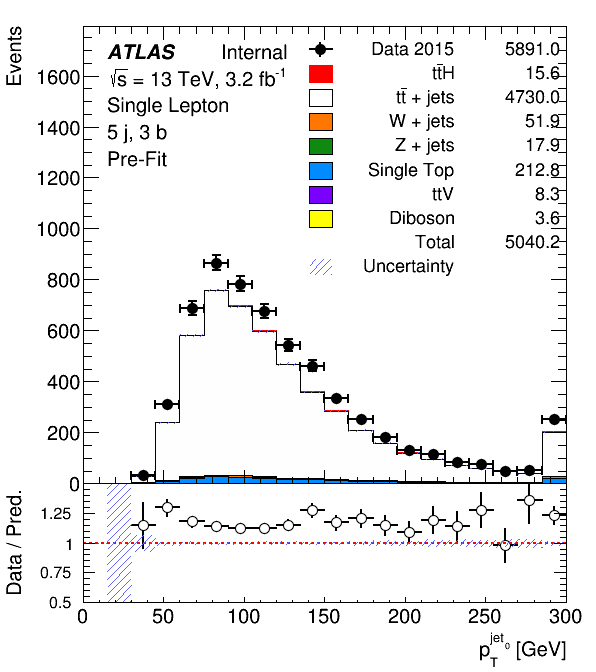 ATLAS Internal
√s = 13 TeV, 3.2 fb⁻¹
Single Lepton
5 j, 3 b
Pre-Fit
Data 2015 5891.0
tt̄H 15.6
tt̄ + jets 4730.0
W + jets 51.9
Z + jets 17.9
Single Top 212.8
ttV 8.3
Diboson 3.6
Total 5040.2
Uncertainty
Events
1600
1400
1200
1000
800
600
400
200
0
Data / Pred.
1.25
1
0.75
0.5
0 50 100 150 200 250 300
p_T^{jet_0} [GeV]